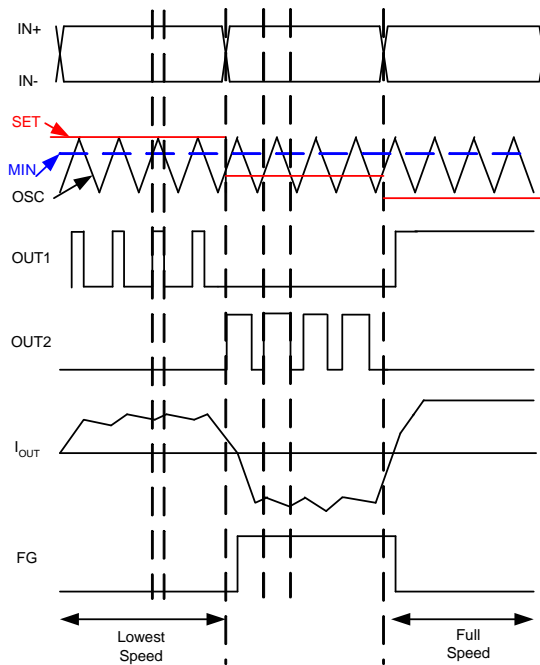 IN+
IN-
SET
MIN
OSC
OUT1
OUT2
IOUT
FG
Lowest
Speed
Full
Speed